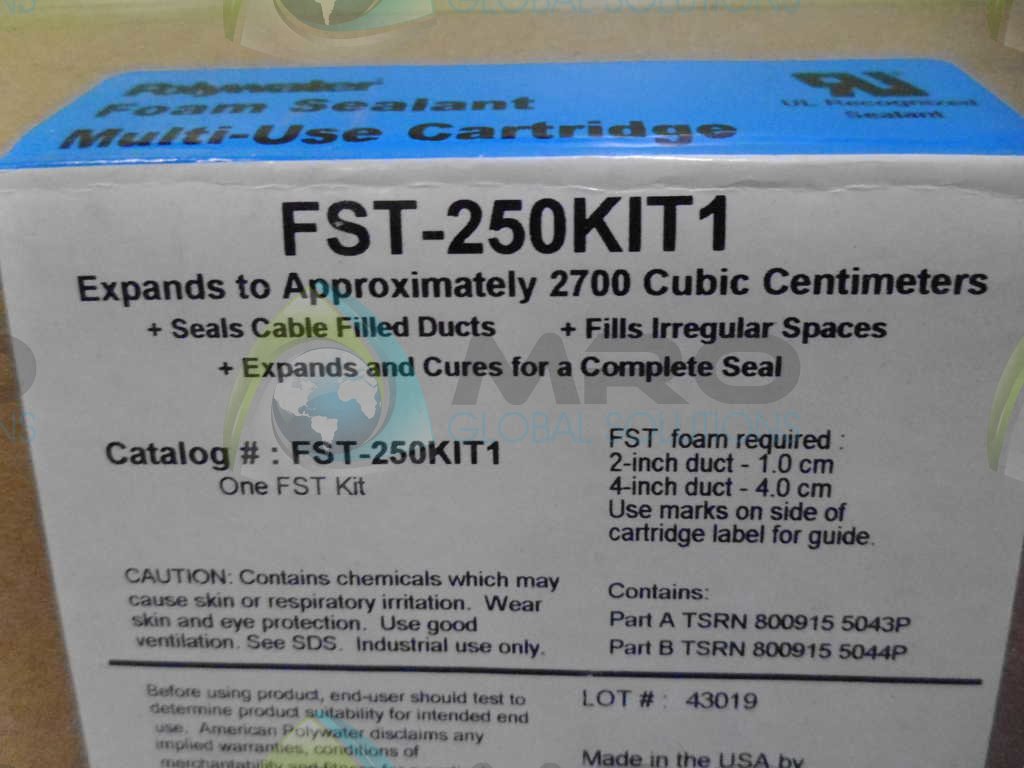 Polywater
Foam Sealant
Multi-Use Cartridge
UL Recognized
Sealant
FST-250KIT1
Expands to Approximately 2700 Cubic Centimeters
+ Seals Cable Filled Ducts + Fills Irregular Spaces
+ Expands and Cures for a Complete Seal
MRO
GLOBAL SOLUTIONS
Catalog # : FST-250KIT1
One FST Kit
FST foam required :
2-inch duct - 1.0 cm
4-inch duct - 4.0 cm
Use marks on side of
cartridge label for guide.
CAUTION: Contains chemicals which may
cause skin or respiratory irritation. Wear
skin and eye protection. Use good
ventilation. See SDS. Industrial use only.
Contains:
Part A TSRN 800915 5043P
Part B TSRN 800915 5044P
Before using product, end-user should test to
determine product suitability for intended end
use. American Polywater disclaims any
implied warranties, conditions of
merchantability and
LOT # : 43019
Made in the USA by